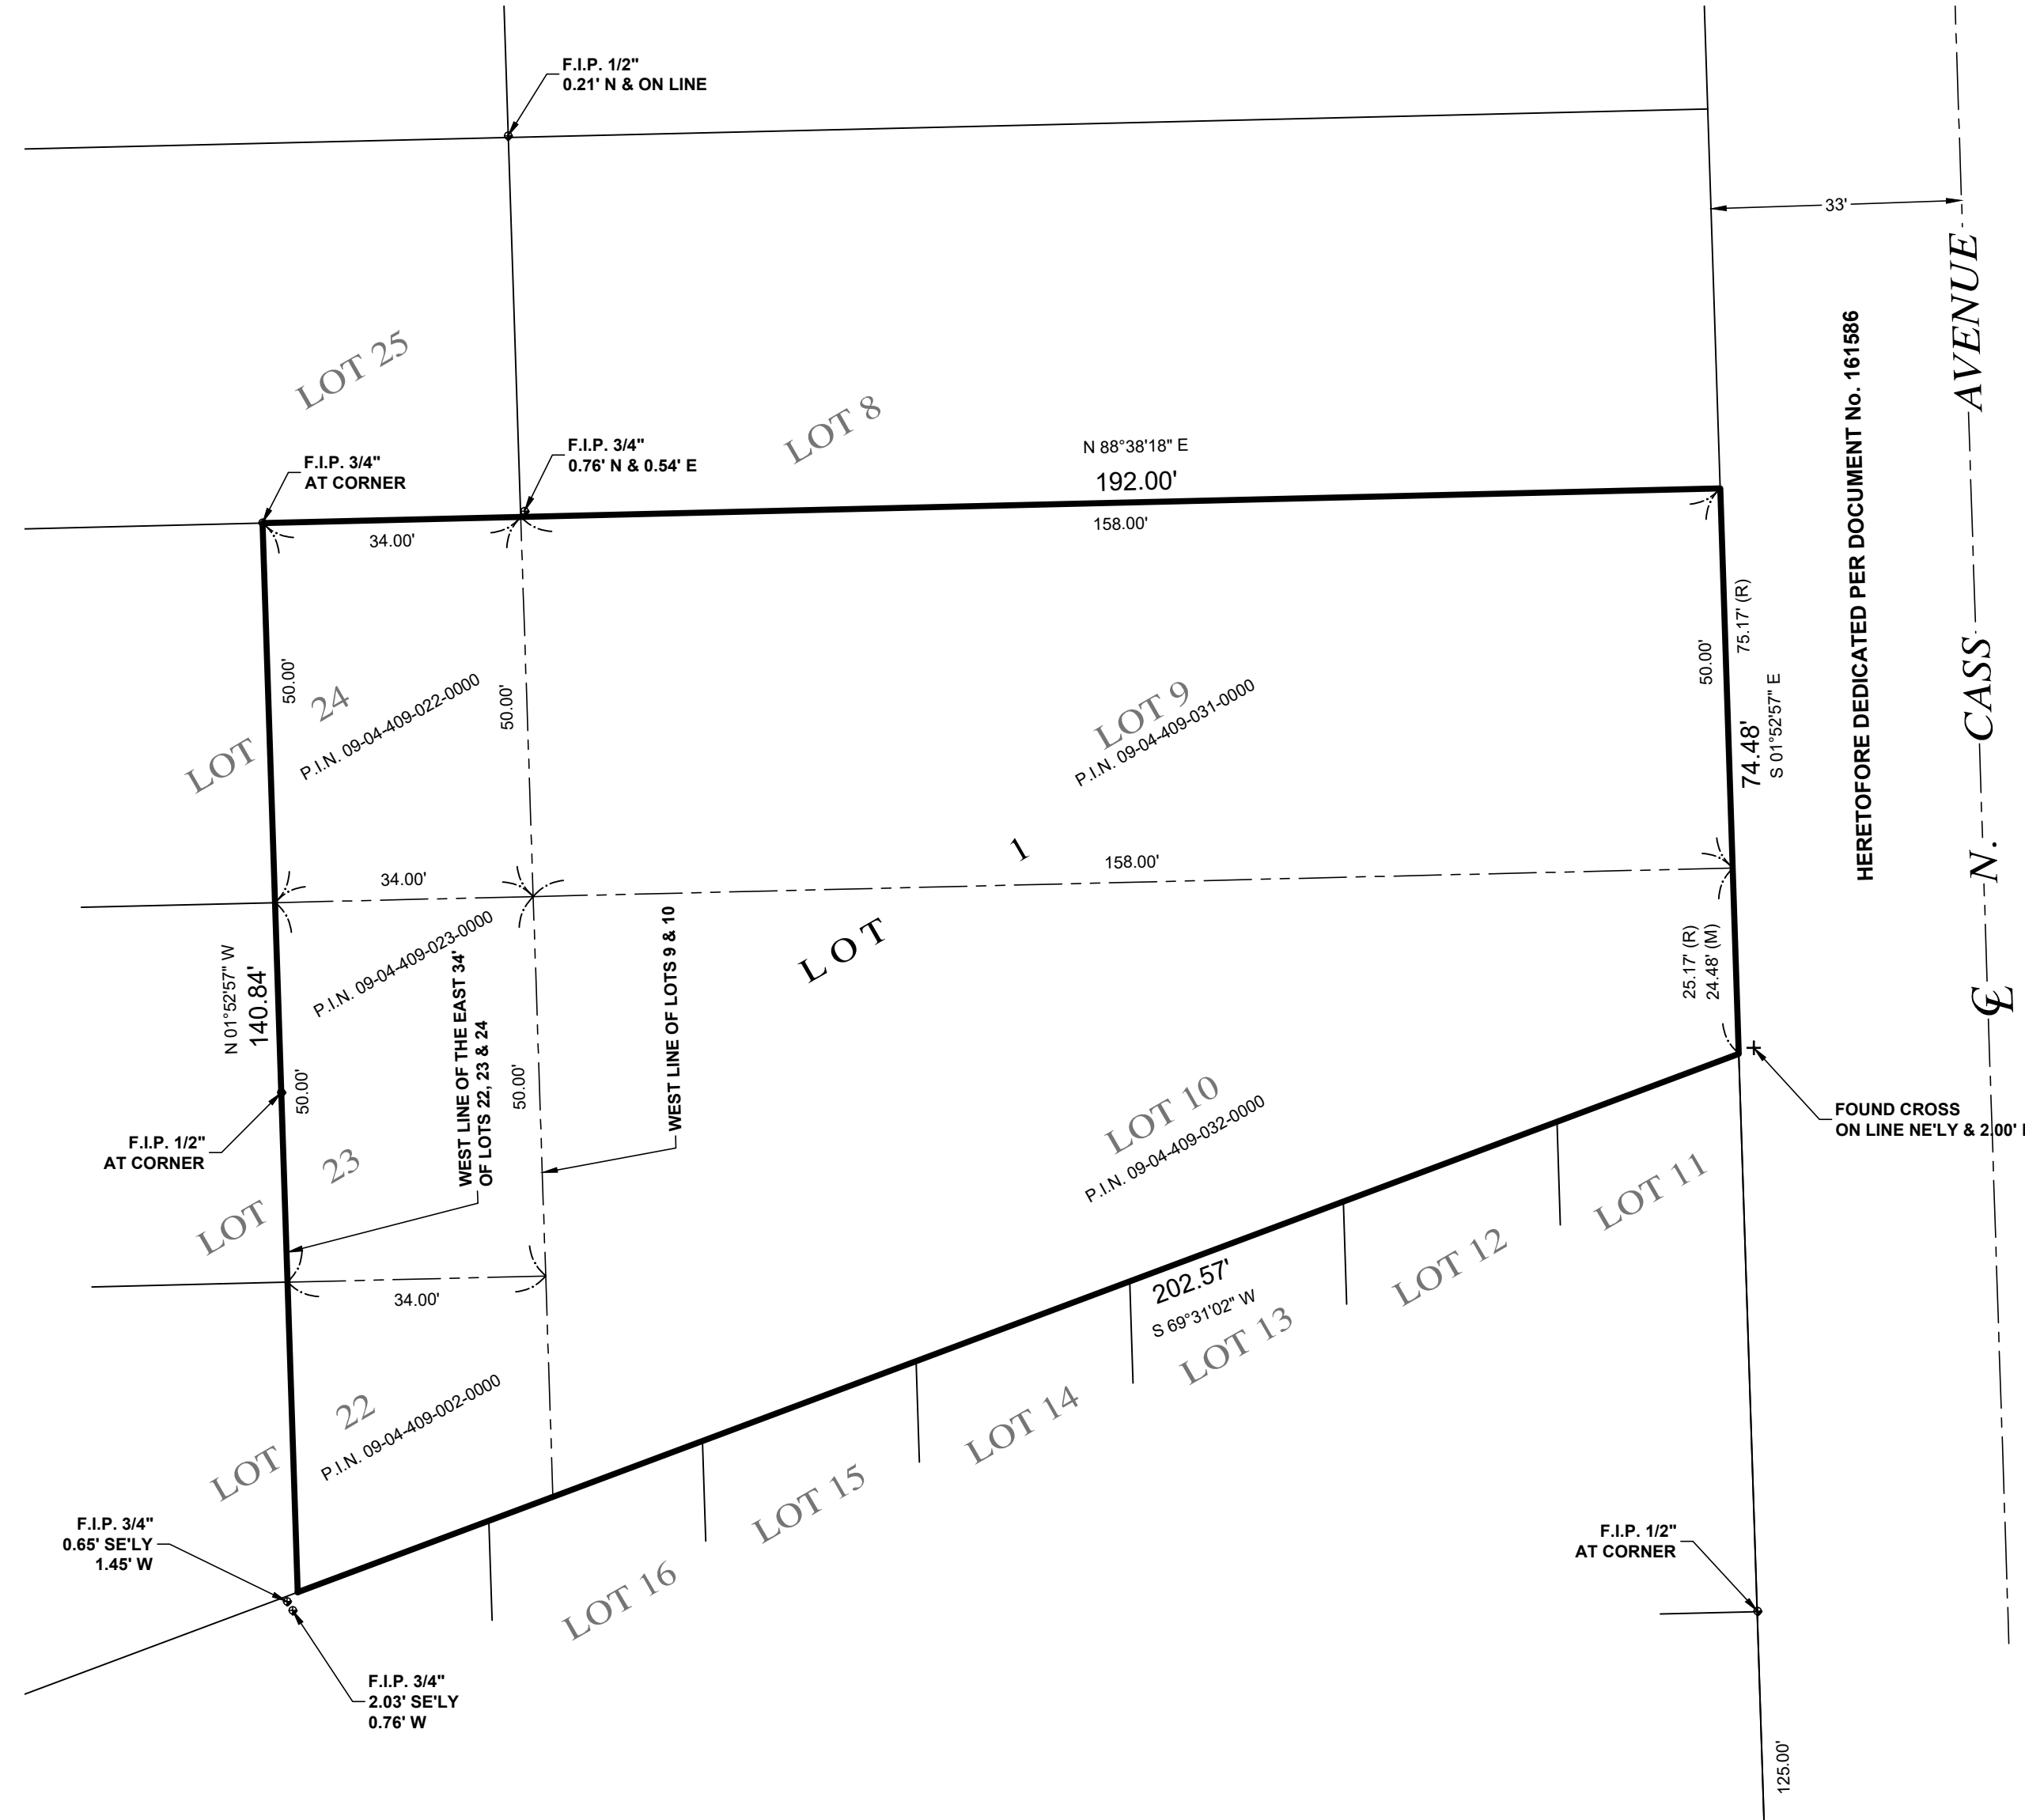 F.I.P. 1/2"
0.21' N & ON LINE
33'
N. CASS AVENUE
HERETOFORE DEDICATED PER DOCUMENT No. 161586
LOT 25
LOT 8
F.I.P. 3/4"
AT CORNER
F.I.P. 3/4"
0.76' N & 0.54' E
N 88°38'18" E
192.00'
34.00'
158.00'
50.00'
LOT 24
P.I.N. 09-04-409-022-0000
50.00'
LOT 9
P.I.N. 09-04-409-031-0000
50.00'
75.17' (R)
74.48'
S 01°52'57" E
34.00'
158.00'
LOT 1
N 01°52'57" W
140.84'
P.I.N. 09-04-409-023-0000
WEST LINE OF THE EAST 34'
OF LOTS 22, 23 & 24
WEST LINE OF LOTS 9 & 10
50.00'
50.00'
25.17' (R)
24.48' (M)
℄
F.I.P. 1/2"
AT CORNER
LOT 23
LOT 10
P.I.N. 09-04-409-032-0000
FOUND CROSS
ON LINE NE'LY & 2.00'
34.00'
202.57'
S 69°31'02" W
LOT 11
LOT 12
LOT 13
LOT 14
LOT 15
LOT 16
LOT 22
P.I.N. 09-04-409-002-0000
F.I.P. 3/4"
0.65' SE'LY
1.45' W
F.I.P. 3/4"
2.03' SE'LY
0.76' W
F.I.P. 1/2"
AT CORNER
125.00'